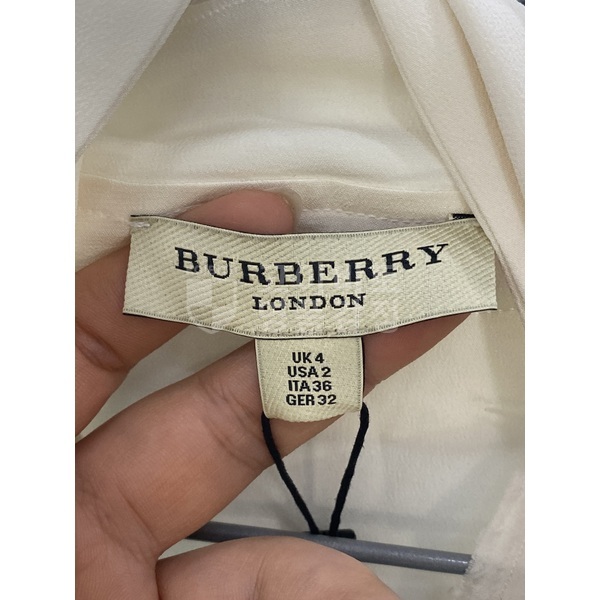 BURBERRY
LONDON
UK 4
USA 2
ITA 36
GER 32